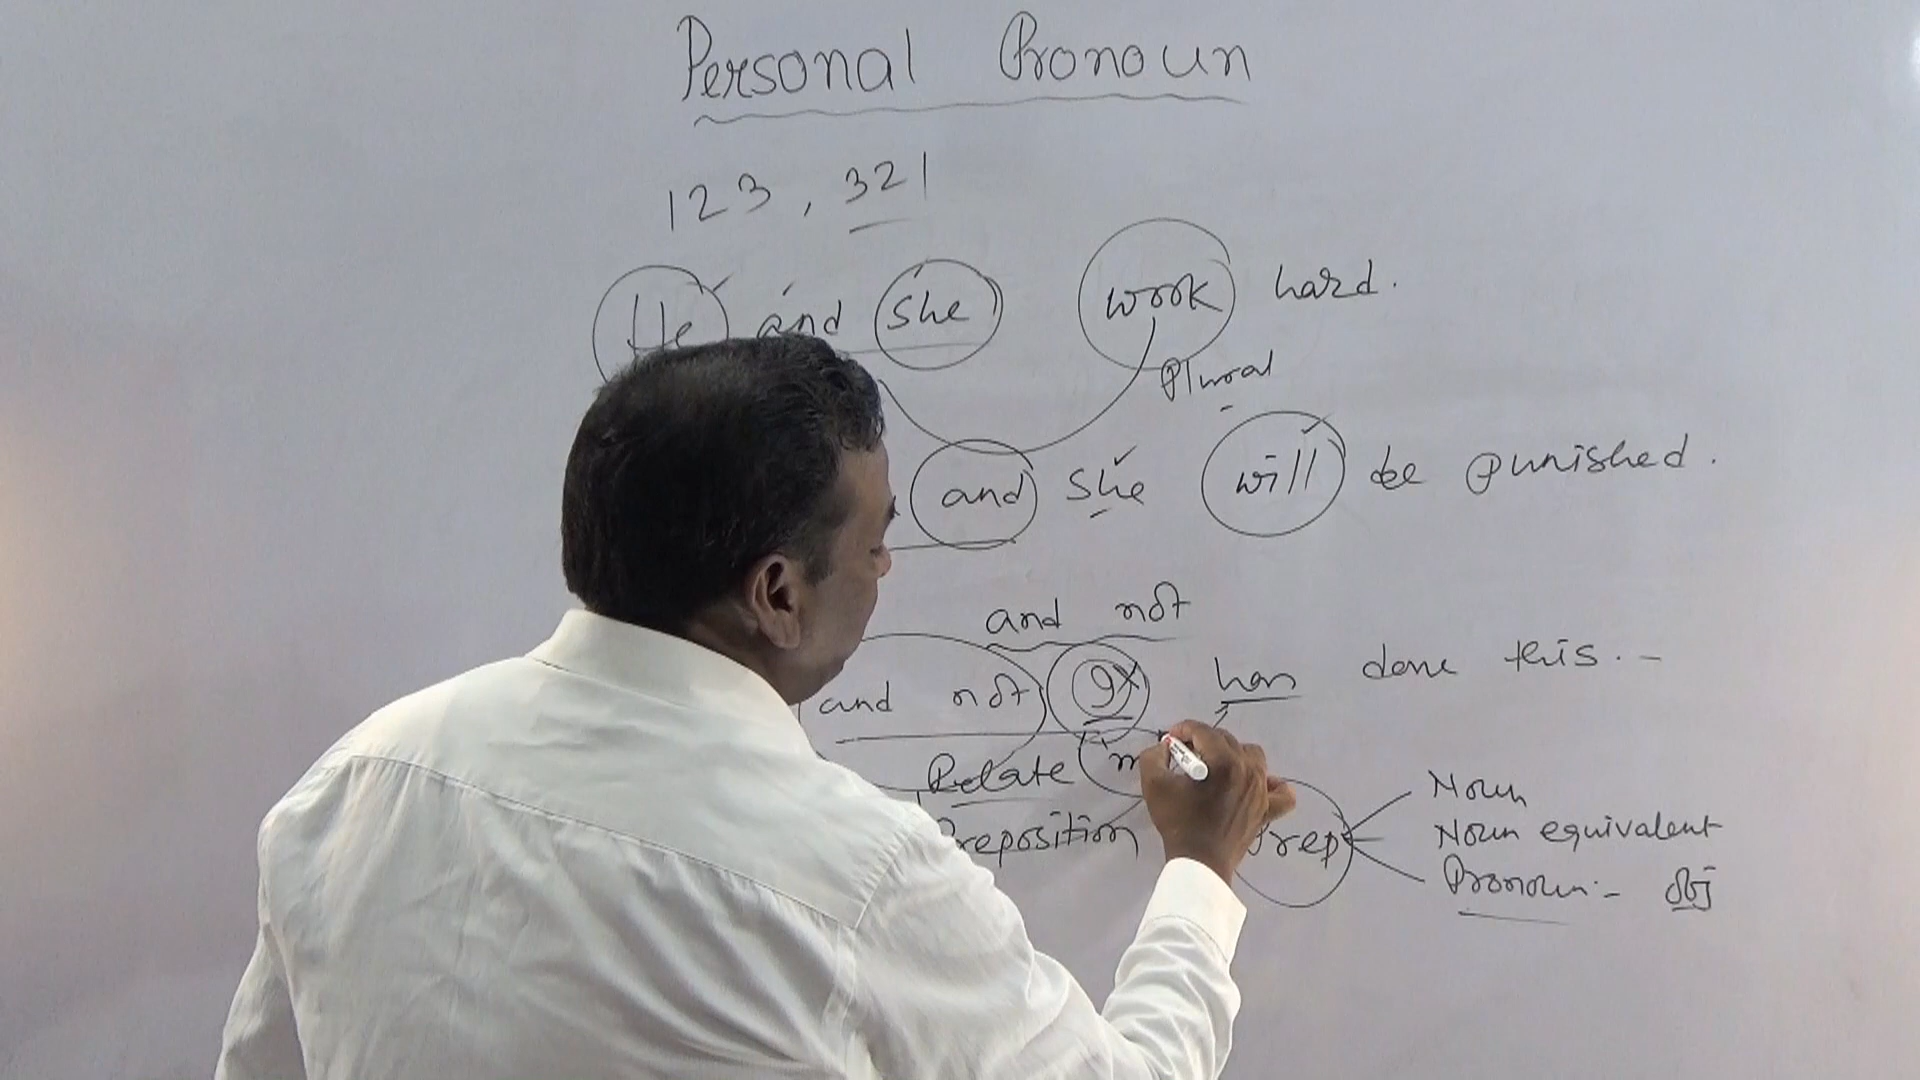 Personal Pronoun
123, 321
He and she work hard.
Plural
and she will be punished.
and not
and not I has done this.
Relate
Preposition Prep Noun
Noun equivalent
Pronoun :- obj